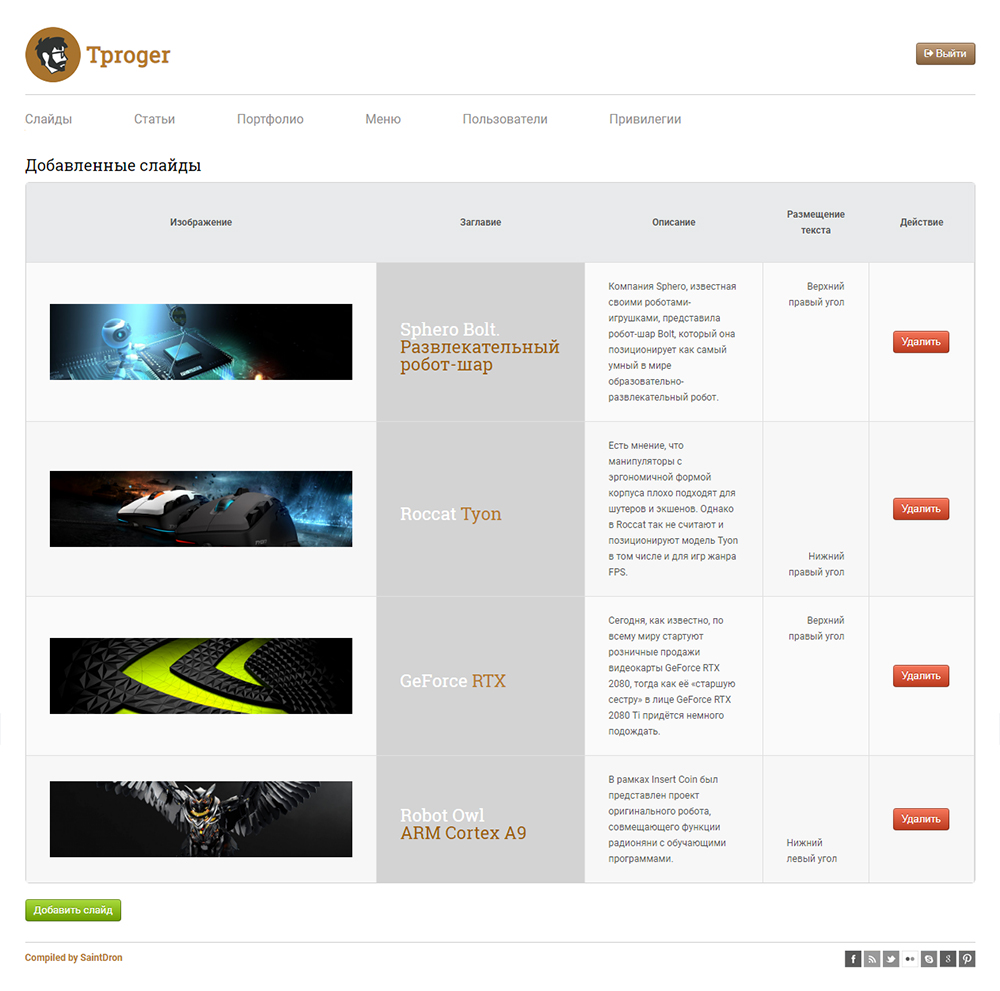 Tproger
Выйти
Слайды Статьи Портфолио Меню Пользователи Привилегии
Добавленные слайды
Изображение Заглавие Описание Размещение текста Действие
Sphero Bolt.
Развлекательный
робот-шар
Компания Sphero, известная
своими роботами-
игрушками, представила
робот-шар Bolt, который она
позиционирует как самый
умный в мире
образовательно-
развлекательный робот.
Верхний
правый угол
Удалить
Roccat Tyon
Есть мнение, что
манипуляторы с
эргономичной формой
корпуса плохо подходят для
шутеров и экшенов. Однако
в Roccat так не считают и
позиционируют модель Tyon
в том числе и для игр жанра
FPS.
Нижний
правый угол
Удалить
GeForce RTX
Сегодня, как известно, по
всему миру стартуют
розничные продажи
видеокарты GeForce RTX
2080, тогда как её «старшую
сестру» в лице GeForce RTX
2080 Ti придётся немного
подождать.
Верхний
правый угол
Удалить
Robot Owl
ARM Cortex A9
В рамках Insert Coin был
представлен проект
оригинального робота,
совмещающего функции
радионяни с обучающими
программами.
Нижний
левый угол
Удалить
Добавить слайд
Compiled by SaintDron